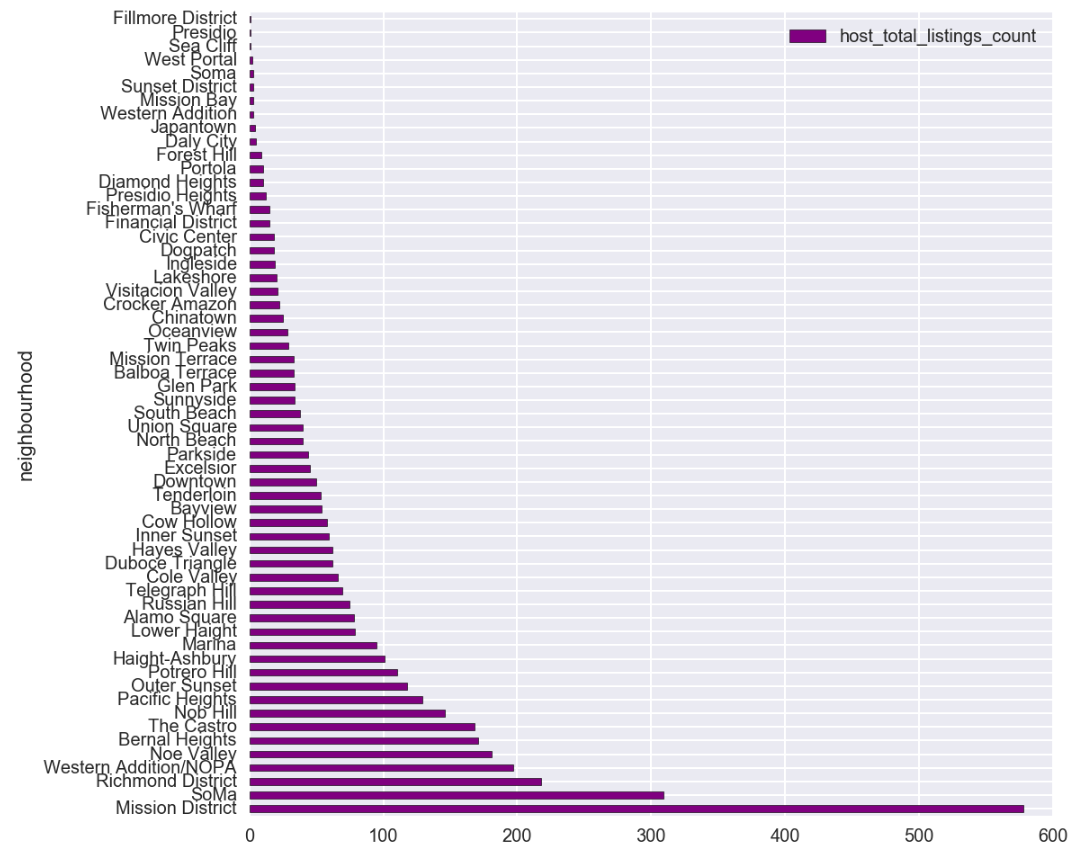 Fillmore District
Presidio
Sea Cliff
West Portal
Soma
Sunset District
Mission Bay
Western Addition
Japantown
Daly City
Forest Hill
Portola
Diamond Heights
Presidio Heights
Fisherman's Wharf
Financial District
Civic Center
Dogpatch
Ingleside
Lakeshore
Visitacion Valley
Crocker Amazon
Chinatown
Oceanview
Twin Peaks
Mission Terrace
Balboa Terrace
Glen Park
Sunnyside
South Beach
Union Square
North Beach
Parkside
Excelsior
Downtown
Tenderloin
Bayview
Cow Hollow
Inner Sunset
Hayes Valley
Duboce Triangle
Cole Valley
Telegraph Hill
Russian Hill
Alamo Square
Lower Haight
Marina
Haight-Ashbury
Potrero Hill
Outer Sunset
Pacific Heights
Nob Hill
The Castro
Bernal Heights
Noe Valley
Western Addition/NOPA
Richmond District
SoMa
Mission District
neighbourhood
host_total_listings_count
0 100 200 300 400 500 600